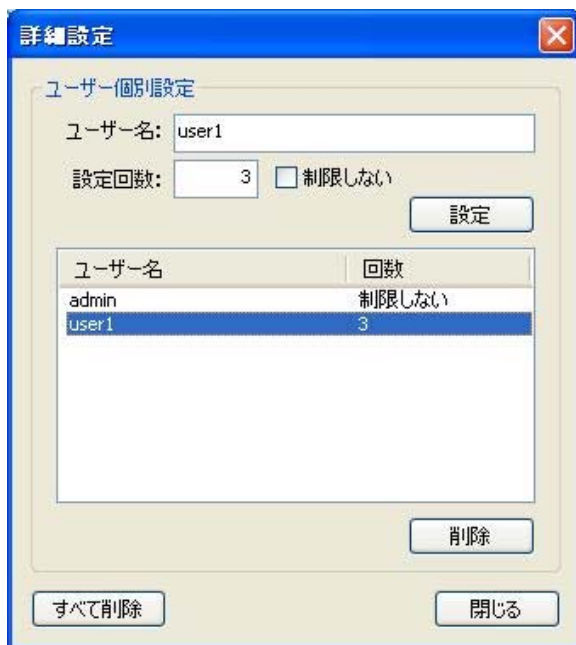 詳細設定
ユーザー個別設定
ユーザー名: user1
設定回数: 3 制限しない
設定
ユーザー名 回数
admin 制限しない
user1 3
削除
すべて削除 閉じる